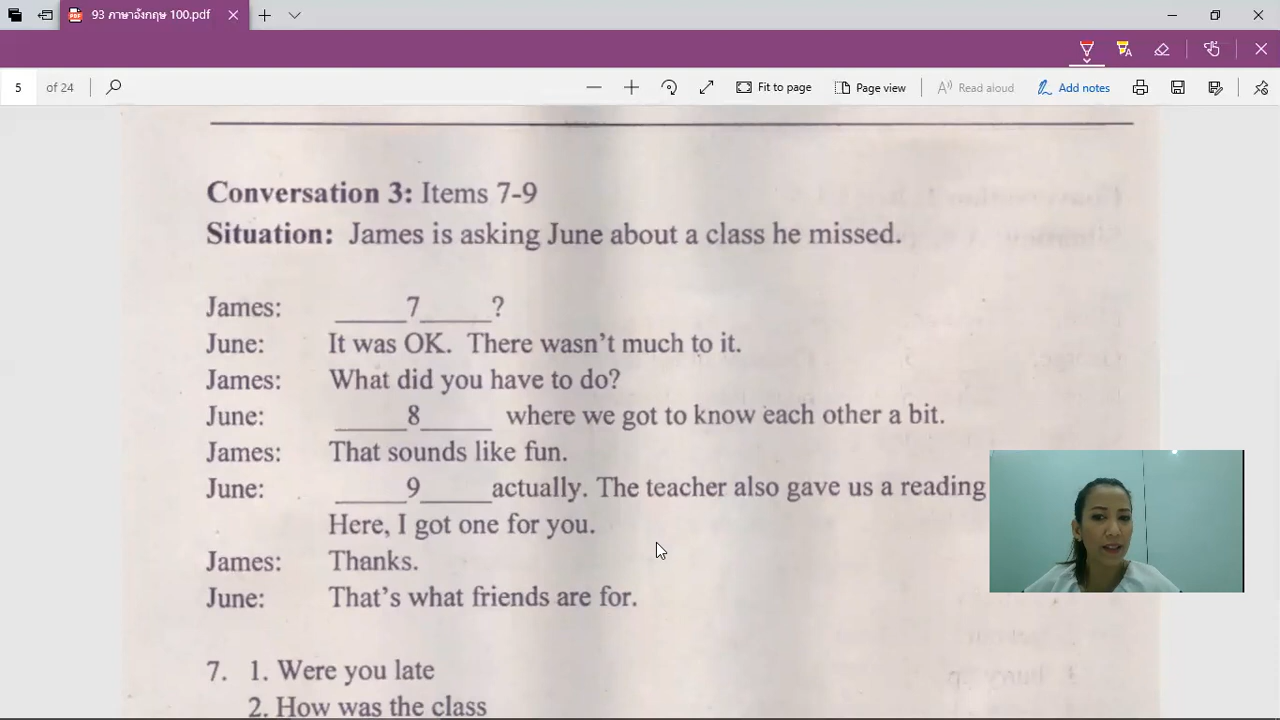 93 ภาษาอังกฤษ 100.pdf
5 of 24
Fit to page
Page view
Read aloud
Add notes
Conversation 3: Items 7-9
Situation: James is asking June about a class he missed.
James: _____7_____?
June: It was OK. There wasn't much to it.
James: What did you have to do?
June: _____8_____ where we got to know each other a bit.
James: That sounds like fun.
June: _____9_____actually. The teacher also gave us a reading
Here, I got one for you.
James: Thanks.
June: That's what friends are for.
7. 1. Were you late
2. How was the class